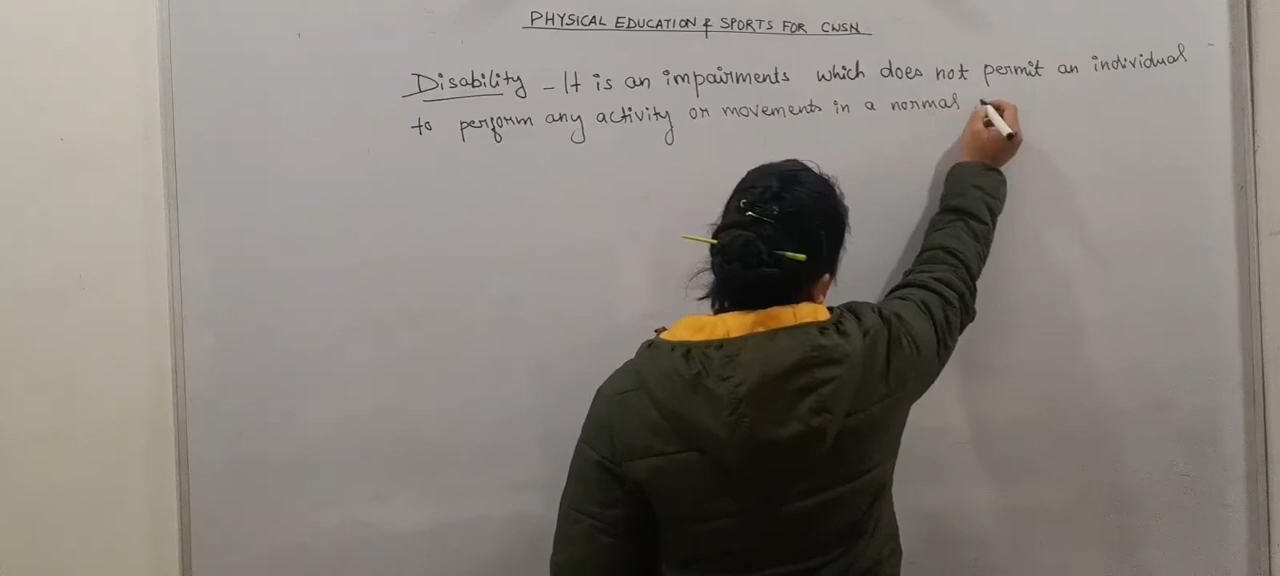 PHYSICAL EDUCATION & SPORTS FOR CWSN
Disability - It is an impairments which does not permit an individual
to perform any activity or movements in a normal